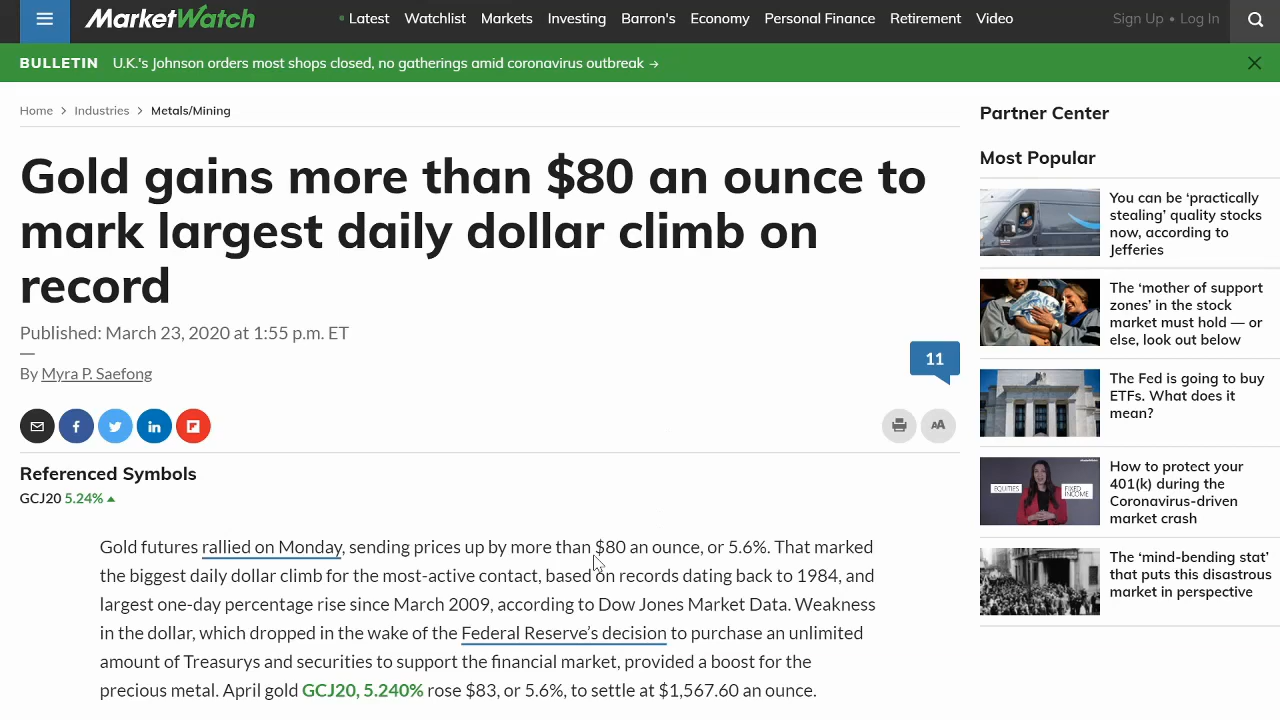 MarketWatch
Latest Watchlist Markets Investing Barron's Economy Personal Finance Retirement Video
Sign Up • Log In
BULLETIN U.K.'s Johnson orders most shops closed, no gatherings amid coronavirus outbreak →
Home > Industries > Metals/Mining
Gold gains more than $80 an ounce to
mark largest daily dollar climb on
record
Published: March 23, 2020 at 1:55 p.m. ET
By Myra P. Saefong
11
AA
Referenced Symbols
GCJ20 5.24%
Gold futures rallied on Monday, sending prices up by more than $80 an ounce, or 5.6%. That marked
the biggest daily dollar climb for the most-active contact, based on records dating back to 1984, and
largest one-day percentage rise since March 2009, according to Dow Jones Market Data. Weakness
in the dollar, which dropped in the wake of the Federal Reserve's decision to purchase an unlimited
amount of Treasurys and securities to support the financial market, provided a boost for the
precious metal. April gold GCJ20, 5.240% rose $83, or 5.6%, to settle at $1,567.60 an ounce.
Partner Center
Most Popular
You can be ‘practically
stealing’ quality stocks
now, according to
Jefferies
The ‘mother of support
zones’ in the stock
market must hold — or
else, look out below
The Fed is going to buy
ETFs. What does it
mean?
EQUITIES
FIXED
INCOME
How to protect your
401(k) during the
Coronavirus-driven
market crash
The ‘mind-bending stat’
that puts this disastrous
market in perspective